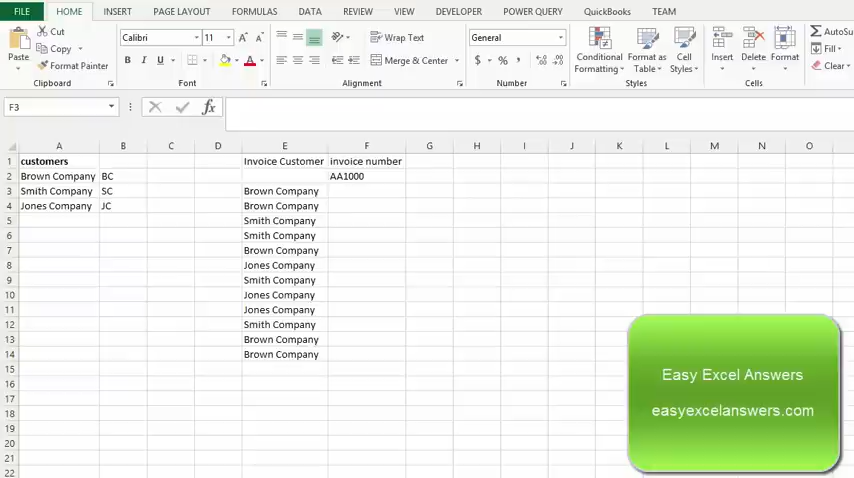 FILE HOME INSERT PAGE LAYOUT FORMULAS DATA REVIEW VIEW DEVELOPER POWER QUERY QuickBooks TEAM
Cut Calibri 11 A A Wrap Text General AutoSu
Copy Fill
Paste Format Painter B I U A Merge & Center $ % , Conditional Formatting Format as Table Cell Styles Insert Delete Format Clear
Clipboard Font Alignment Number Styles Cells
F3 fx
A B C D E F G H I J K L M N O
1 customers Invoice Customer invoice number
2 Brown Company BC AA1000
3 Smith Company SC Brown Company
4 Jones Company JC Brown Company
5 Smith Company
6 Smith Company
7 Brown Company
8 Jones Company
9 Smith Company
10 Jones Company
11 Jones Company
12 Smith Company
13 Brown Company
14 Brown Company
15
16
17
18
19
20
21
22
Easy Excel Answers
easyexcelanswers.com